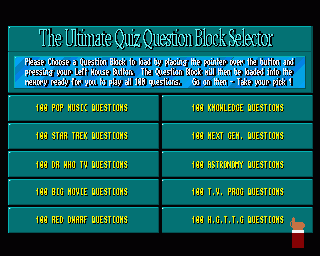 The Ultimate Quiz Question Block Selector
Please Choose a Question Block to load by placing the pointer over the button and
pressing your Left Mouse Button. The Question Block will then be loaded into the
memory ready for you to play all 100 questions. Go on then - Take your pick !
100 POP MUSIC QUESTIONS
100 KNOWLEDGE QUESTIONS
100 STAR TREK QUESTIONS
100 NEXT GEN. QUESTIONS
100 DR WHO TV QUESTIONS
100 ASTRONOMY QUESTIONS
100 BIG MOVIE QUESTIONS
100 T.V. PROG QUESTIONS
100 RED DWARF QUESTIONS
100 H.G.T.T.G QUESTIONS